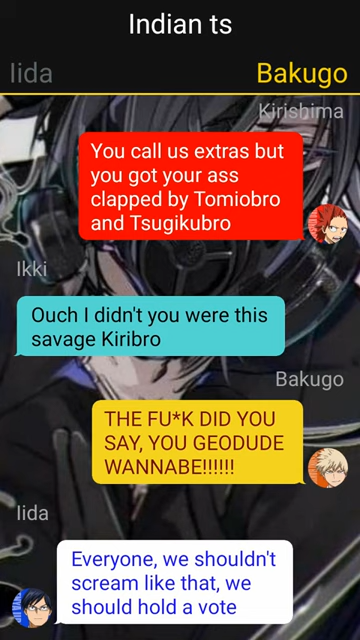 Indian ts
Iida Bakugo
Kirishima
You call us extras but
you got your ass
clapped by Tomiobro
and Tsugikubro
Ikki
Ouch I didn't you were this
savage Kiribro
Bakugo
THE FU*K DID YOU
SAY, YOU GEODUDE
WANNABE!!!!!!
Iida
Everyone, we shouldn't
scream like that, we
should hold a vote